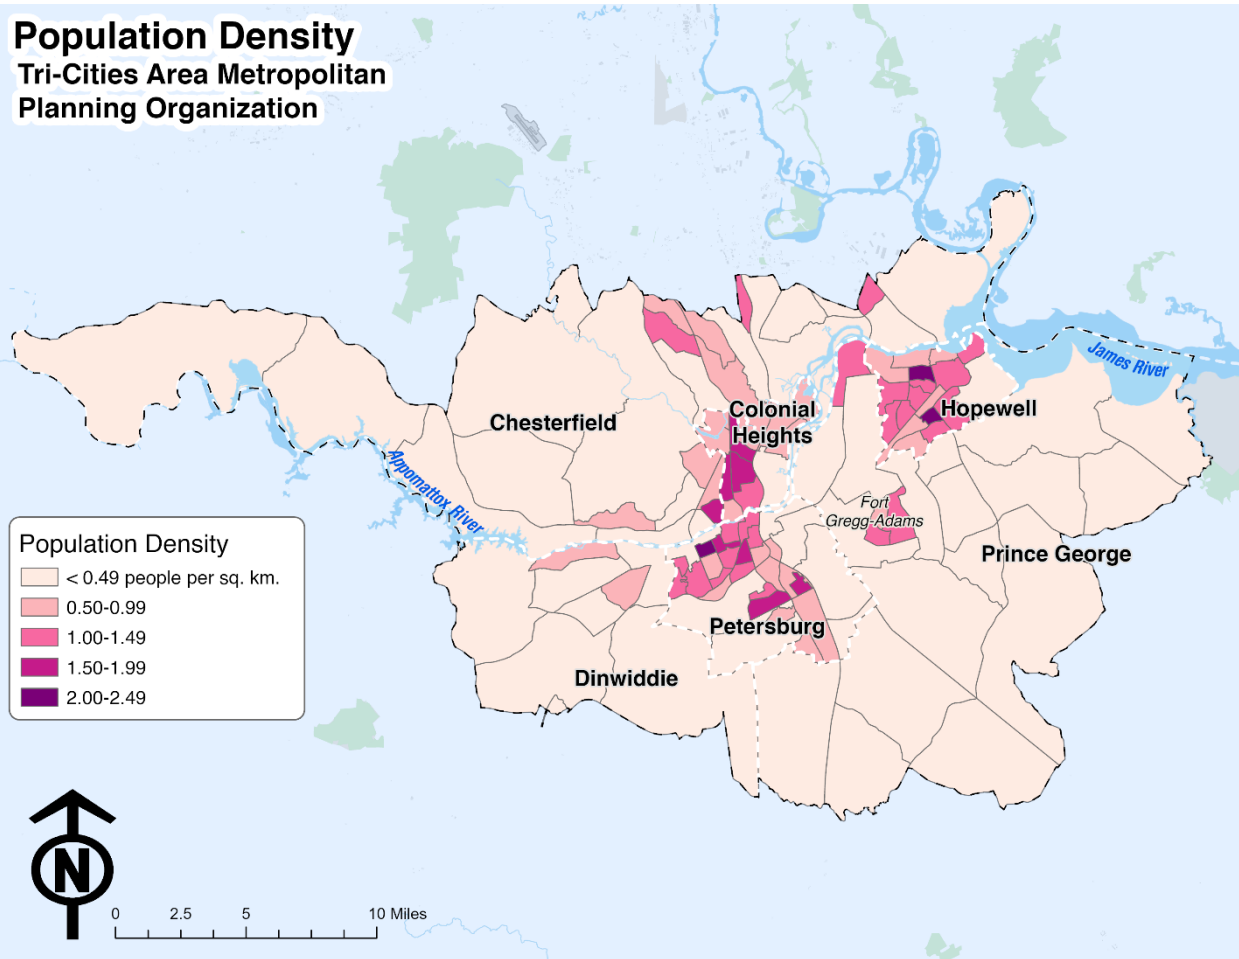 Population Density
Tri-Cities Area Metropolitan
Planning Organization
James River
Chesterfield
Colonial
Heights
Hopewell
Appomattox River
Fort
Gregg-Adams
Prince George
Petersburg
Dinwiddie
Population Density
< 0.49 people per sq. km.
0.50-0.99
1.00-1.49
1.50-1.99
2.00-2.49
N
0 2.5 5 10 Miles